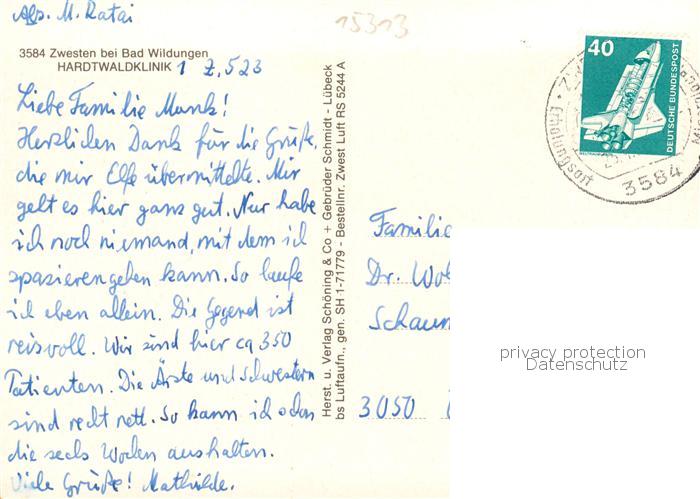 Abs. M. Ratai
15313
3584 Zwesten bei Bad Wildungen
HARDTWALDKLINIK 1 Z, 523
Liebe Familie Munk!
Herzlichen Dank für die Grüße,
die mir Elfe übermittelte. Mir
geht es hier ganz gut. Nur habe
ich noch niemand, mit dem ich
spazierengehen kann. So laufe
ich eben allein. Die Gegend ist
reizvoll. Wir sind hier ca 350
Patienten. Die Ärzte und Schwestern
sind recht nett. So kann ich schon
die sechs Wochen aushalten.
Viele Grüße! Mathilde.
Herst. u. Verlag Schöning & Co + Gebrüder Schmidt - Lübeck
bs Luftaufn., gen. SH 1-71779 - Bestellnr. Zwest Luft RS 5244 A
40
DEUTSCHE BUNDESPOST
Erholungsort
3584
Familie
Dr.
3050
privacy protection
Datenschutz